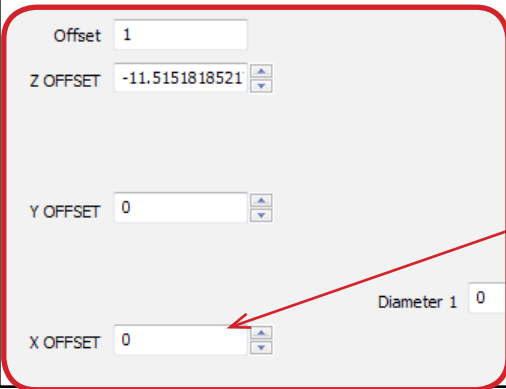 Offset 1
Z OFFSET -11.5151818521
Y OFFSET 0
Diameter 1 0
X OFFSET 0